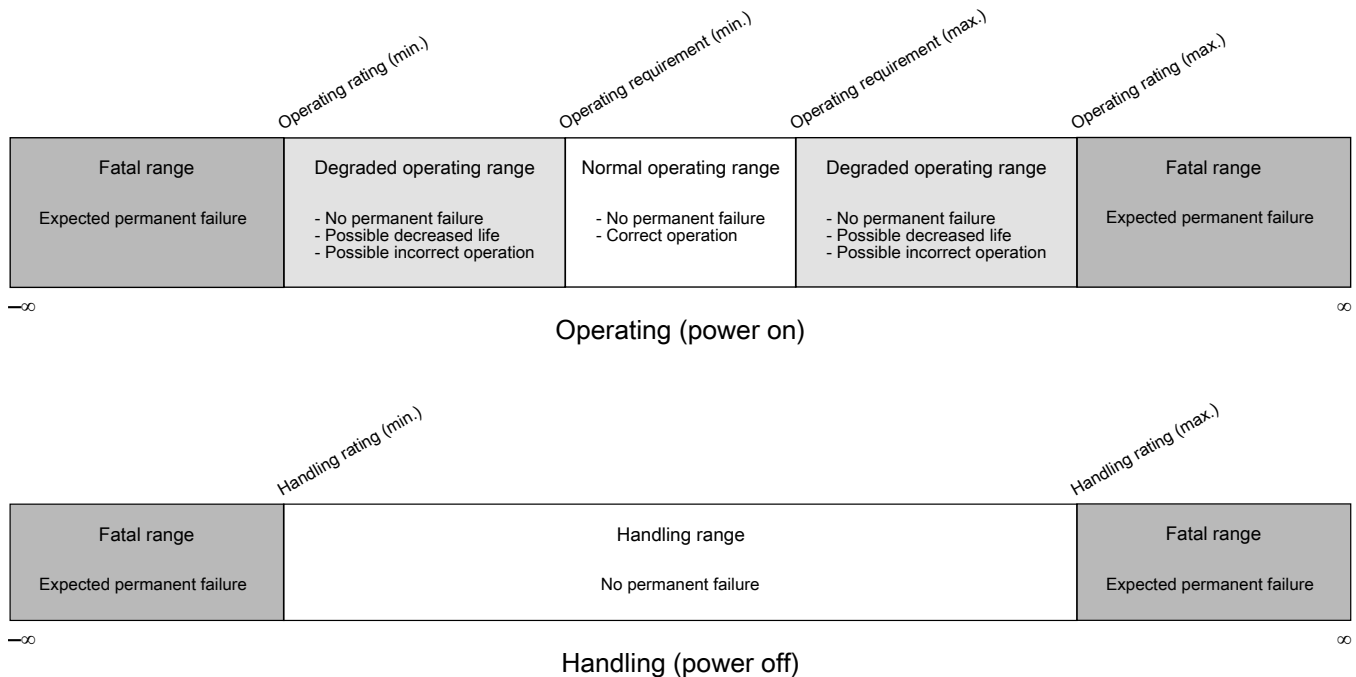 Operating rating (min.)
Operating requirement (min.)
Operating requirement (max.)
Operating rating (max.)
Fatal range
Expected permanent failure
Degraded operating range
- No permanent failure
- Possible decreased life
- Possible incorrect operation
Normal operating range
- No permanent failure
- Correct operation
Degraded operating range
- No permanent failure
- Possible decreased life
- Possible incorrect operation
Fatal range
Expected permanent failure
–∞
∞
Operating (power on)
Handling rating (min.)
Handling rating (max.)
Fatal range
Expected permanent failure
Handling range
No permanent failure
Fatal range
Expected permanent failure
–∞
∞
Handling (power off)